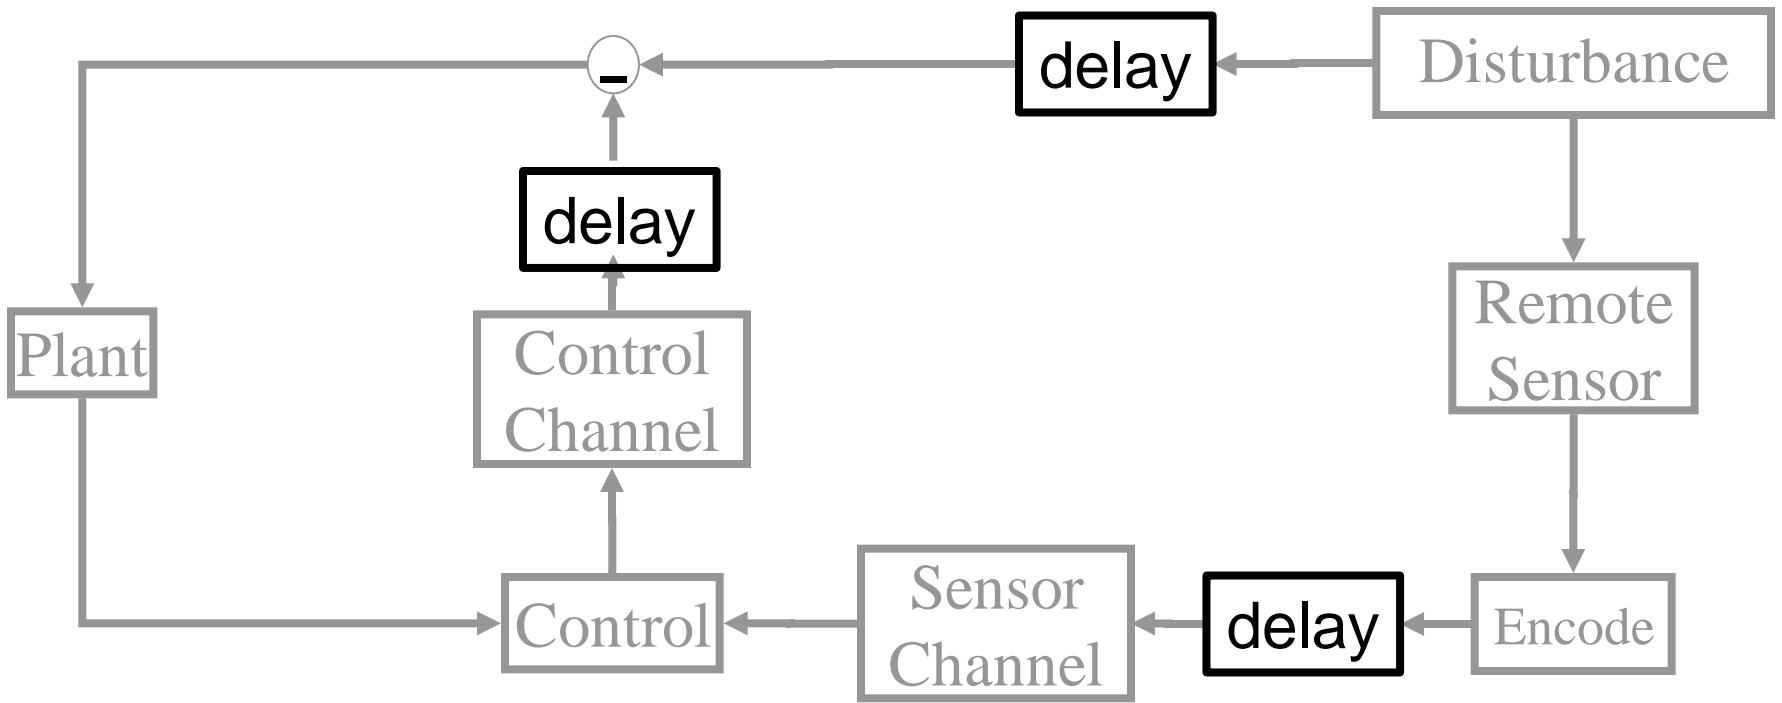 delay
Disturbance
-
delay
Remote
Sensor
Plant
Control
Channel
Sensor
Channel
delay
Control
Encode